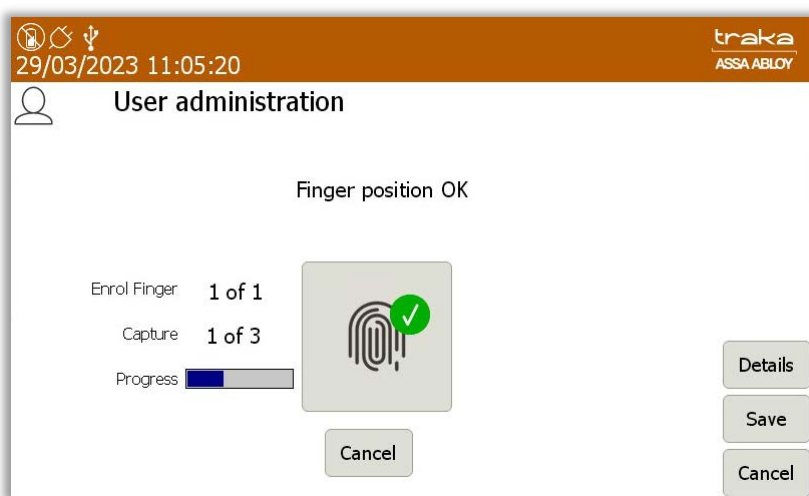 29/03/2023 11:05:20
traka
ASSA ABLOY
User administration
Finger position OK
Enrol Finger 1 of 1
Capture 1 of 3
Progress
Cancel
Details
Save
Cancel